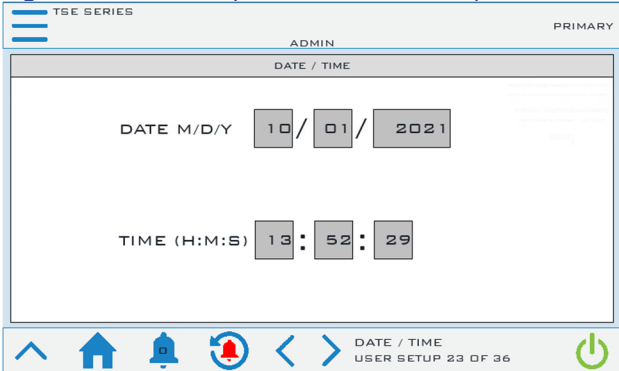 TSE SERIES
PRIMARY
ADMIN
DATE / TIME
DATE M/D/Y 10 / 01 / 2021
TIME (H:M:S) 13 : 52 : 29
0
DATE / TIME
USER SETUP 23 OF 36